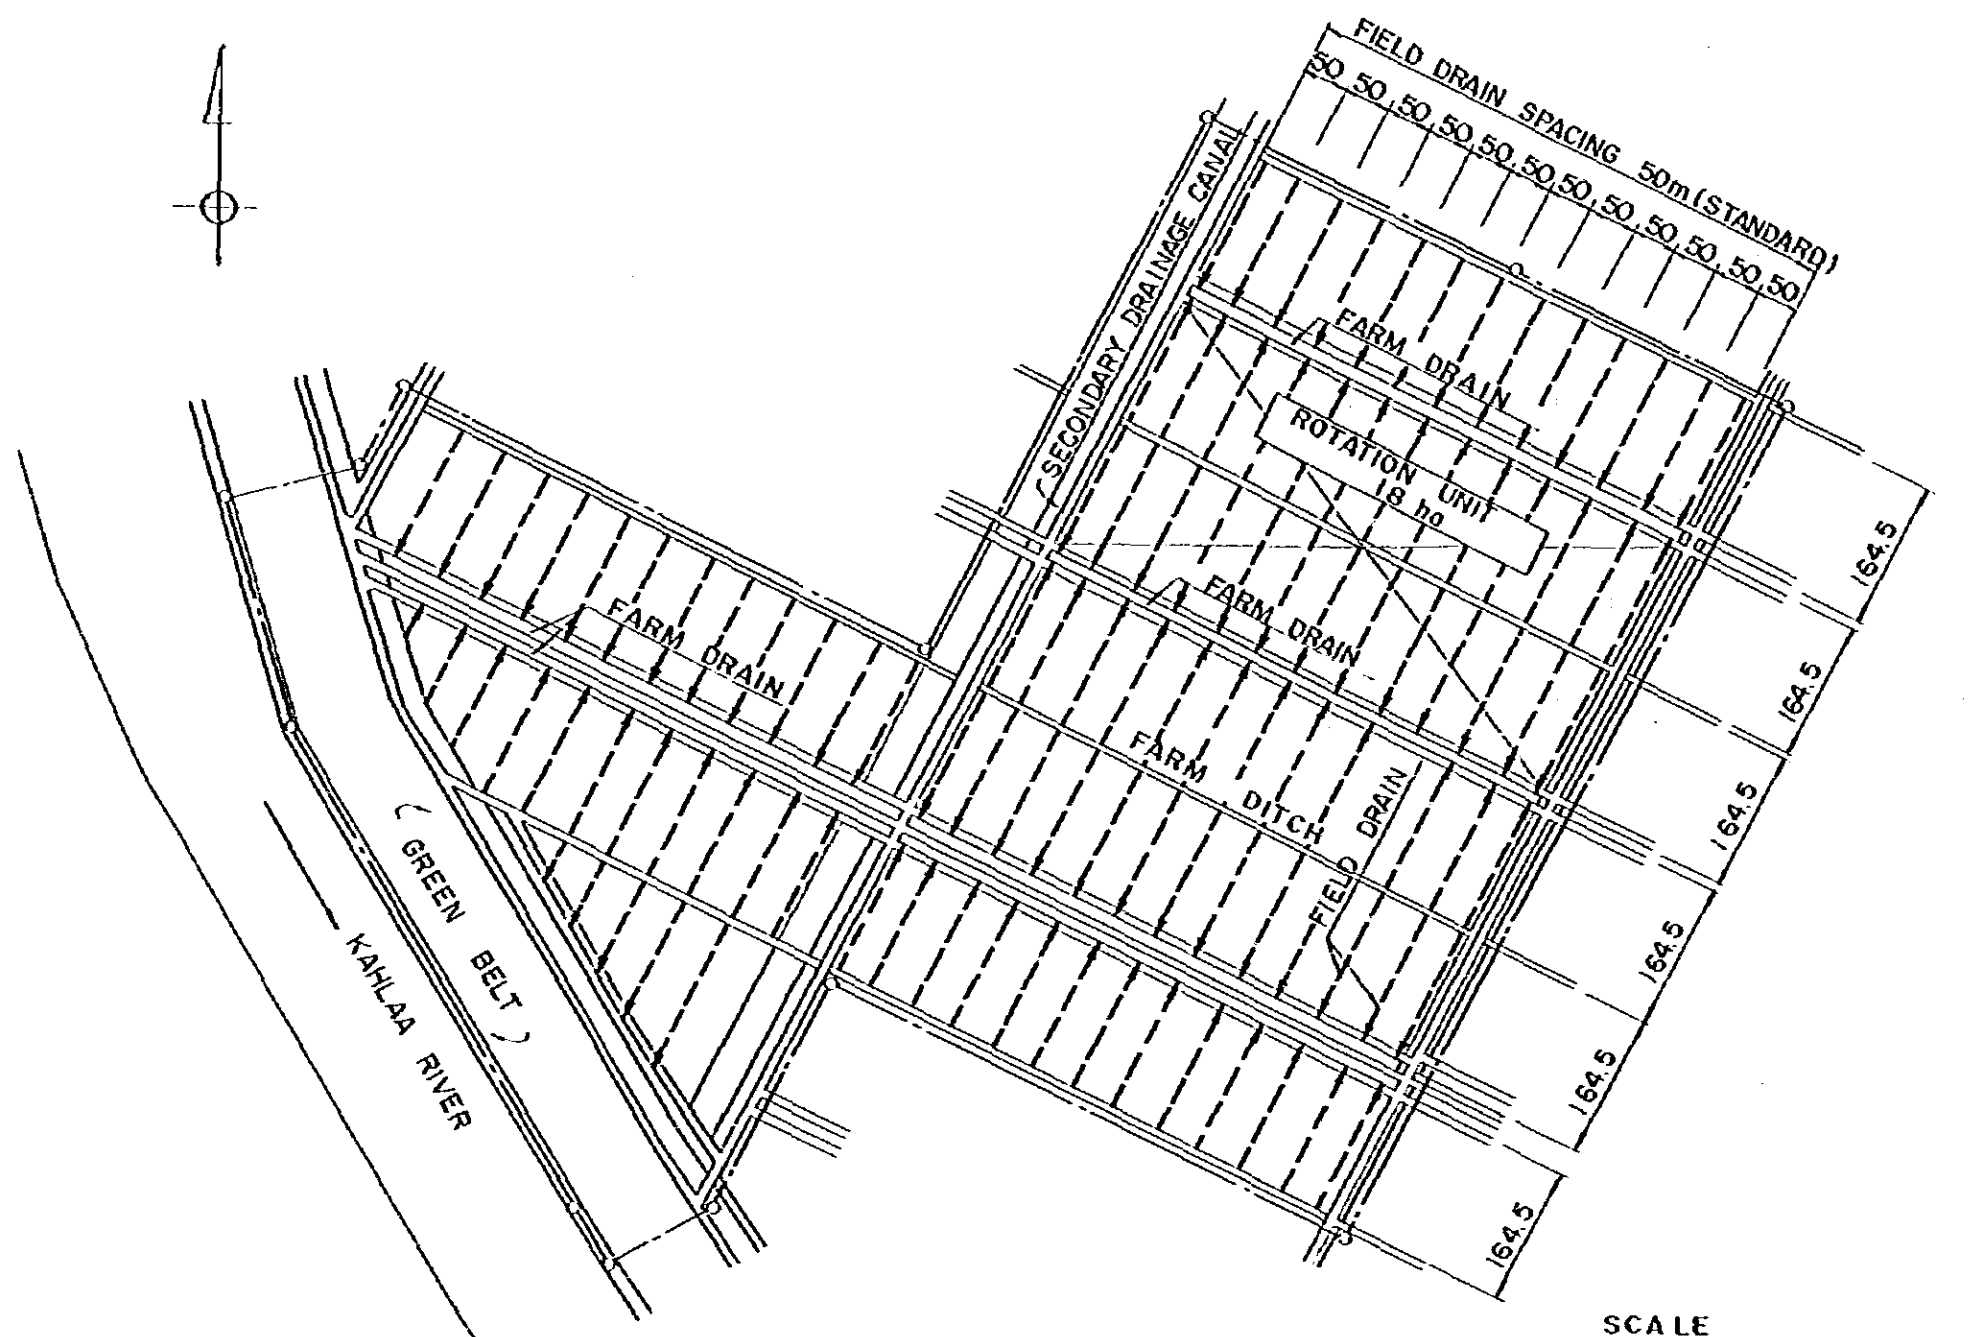 FIELD DRAIN SPACING 50m (STANDARD)
50, 50, 50, 50, 50, 50, 50, 50, 50, 50, 50, 50
(SECONDARY DRAINAGE CANAL
FARM DRAIN
ROTATION UNIT
18 ha
FARM DRAIN
FARM DRAIN
FARM DITCH
FIELD DRAIN
(GREEN BELT)
KAHLAA RIVER
164.5
164.5
164.5
164.5
164.5
164.5
SCALE